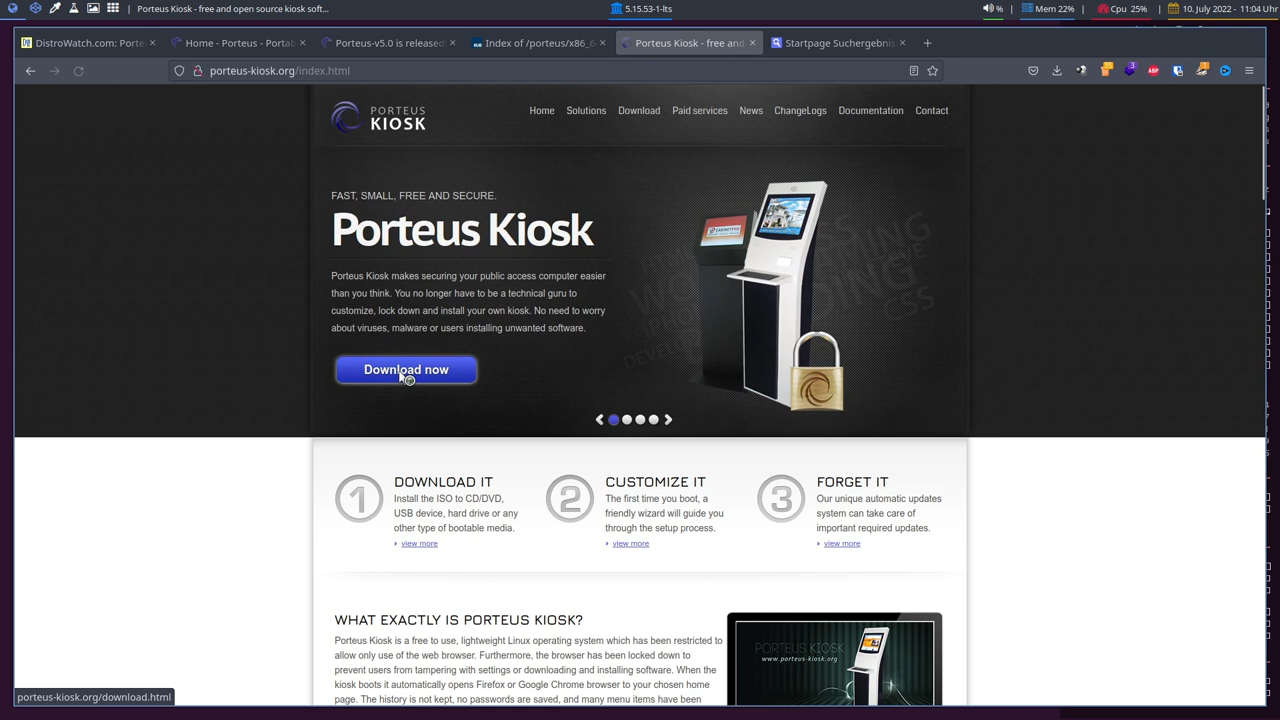 Porteus Kiosk - free and open source kiosk soft...
5.15.53-1-lts
%
Mem 22%
Cpu 25%
10. July 2022 - 11:04 Uhr
DistroWatch.com: Porte
Home - Porteus - Portab
Porteus-v5.0 is released
Index of /porteus/x86_6
Porteus Kiosk - free and
Startpage Suchergebnis
porteus-kiosk.org/index.html
PORTEUS
KIOSK
Home
Solutions
Download
Paid services
News
ChangeLogs
Documentation
Contact
FAST, SMALL, FREE AND SECURE.
Porteus Kiosk
Porteus Kiosk makes securing your public access computer easier
than you think. You no longer have to be a technical guru to
customize, lock down and install your own kiosk. No need to worry
about viruses, malware or users installing unwanted software.
Download now
1
DOWNLOAD IT
Install the ISO to CD/DVD,
USB device, hard drive or any
other type of bootable media.
view more
2
CUSTOMIZE IT
The first time you boot, a
friendly wizard will guide you
through the setup process.
view more
3
FORGET IT
Our unique automatic updates
system can take care of
important required updates.
view more
WHAT EXACTLY IS PORTEUS KIOSK?
Porteus Kiosk is a free to use, lightweight Linux operating system which has been restricted to
allow only use of the web browser. Furthermore, the browser has been locked down to
prevent users from tampering with settings or downloading and installing software. When the
kiosk boots it automatically opens Firefox or Google Chrome browser to your chosen home
page. The history is not kept, no passwords are saved, and many menu items have been
PORTEUS KIOSK
www.porteus-kiosk.org
porteus-kiosk.org/download.html